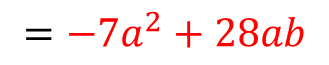 = −7a² + 28ab